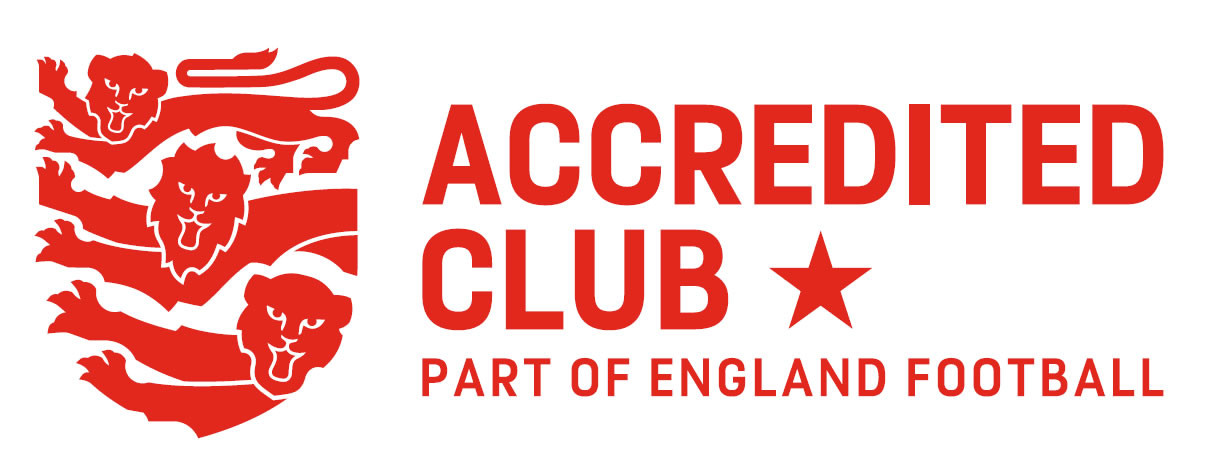 ACCREDITED
CLUB ★
PART OF ENGLAND FOOTBALL